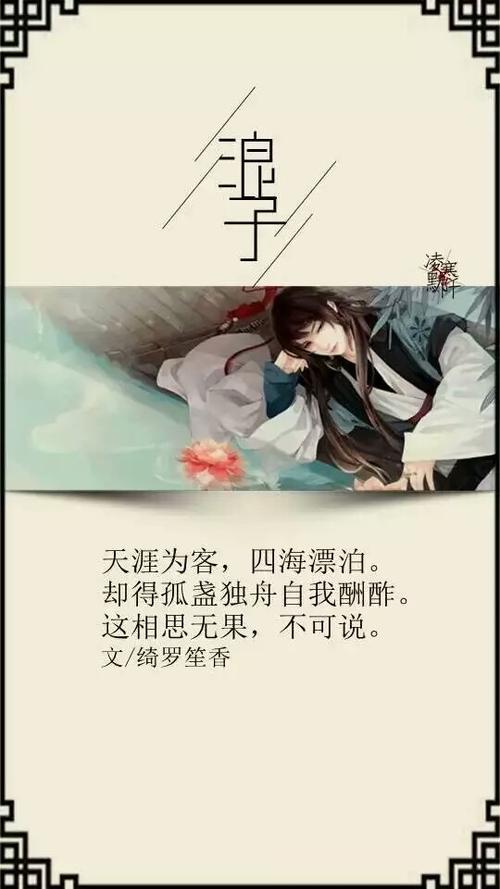 浪子
天涯为客，四海漂泊。
却得孤盏独舟自我酬酢。
这相思无果，不可说。
文/绮罗笙香